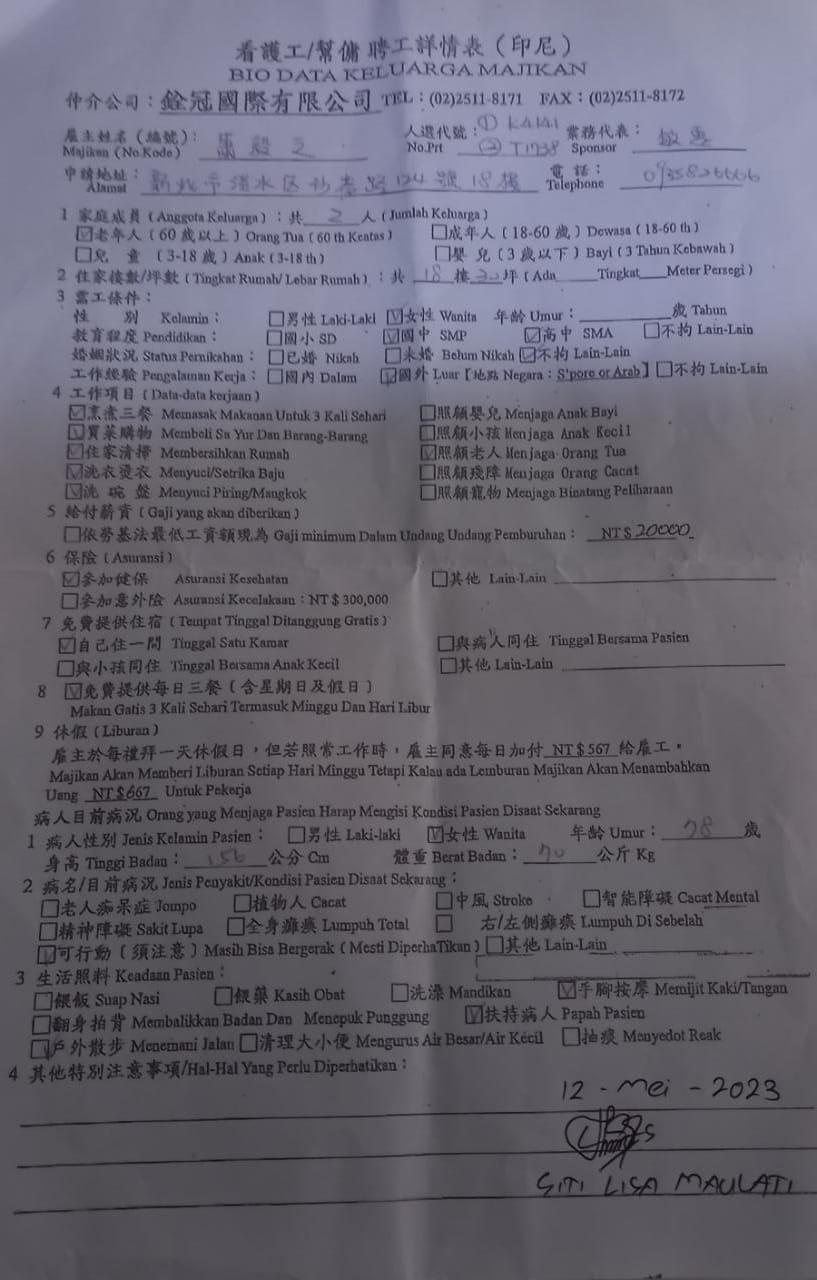 看護工/幫傭 聘工詳情表（印尼）
BIO DATA KELUARGA MAJIKAN
仲介公司：銓冠國際有限公司 TEL：(02)2511-8171 FAX：(02)2511-8172
雇主姓名（編號）： 人選代號：① KA141 業務代表：
Majikan (No.Kode) No.Prt ② T1738 Sponsor
申請地址： 新北市淡水区 134 號 18 樓 電話：
Alamat Telephone
1 家庭成員（Anggota Keluarga）：共 2 人（Jumlah Keluarga）
☑老年人（60 歲以上）Orang Tua（60 th Keatas） □成年人（18-60 歲）Dewasa（18-60 th）
□兒 童（3-18 歲）Anak（3-18 th） □嬰 兒（3 歲以下）Bayi（3 Tahun Kebawah）
2 住家樓數/坪數（Tingkat Rumah/ Lebar Rumah）：共 18 樓 30 坪（Ada ____Tingkat____Meter Persegi）
3 需工條件：
性 別 Kelamin： □男性 Laki-Laki ☑女性 Wanita 年齡 Umur：________歲 Tahun
教育程度 Pendidikan： □國小 SD ☑國中 SMP ☑高中 SMA □不拘 Lain-Lain
婚姻狀況 Status Pernikahan： □已婚 Nikah □未婚 Belum Nikah ☑不拘 Lain-Lain
工作經驗 Pengalaman Kerja： □國內 Dalam ☑國外 Luar【地點 Negara：S'pore or Arab】□不拘 Lain-Lain
4 工作項目（Data-data kerjaan）
☑烹煮三餐 Memasak Makanan Untuk 3 Kali Sehari □照顧嬰兒 Menjaga Anak Bayi
☑買菜購物 Membeli Sa Yur Dan Barang-Barang □照顧小孩 Menjaga Anak Kecil
☑住家清掃 Membersihkan Rumah ☑照顧老人 Menjaga Orang Tua
☑洗衣燙衣 Menyuci/Setrika Baju □照顧殘障 Menjaga Orang Cacat
☑洗 碗 盤 Menyuci Piring/Mangkok □照顧寵物 Menjaga Binatang Peliharaan
5 給付薪資（Gaji yang akan diberikan）
□依勞基法最低工資額現為 Gaji minimum Dalam Undang Undang Pemburuhan： NT$ 20000
6 保險（Asuransi）
☑參加健保 Asuransi Kesehatan □其他 Lain-Lain
□參加意外險 Asuransi Kecelakaan：NT$ 300,000
7 免費提供住宿（Tempat Tinggal Ditanggung Gratis）
☑自己住一間 Tinggal Satu Kamar □與病人同住 Tinggal Bersama Pasien
□與小孩同住 Tinggal Bersama Anak Kecil □其他 Lain-Lain
8 ☑免費提供每日三餐（含星期日及假日）
Makan Gatis 3 Kali Sehari Termasuk Minggu Dan Hari Libur
9 休假（Liburan）
雇主於每禮拜一天休假日，但若照常工作時，雇主同意每日加付 NT$567 給雇工。
Majikan Akan Memberi Liburan Setiap Hari Minggu Tetapi Kalau ada Lemburan Majikan Akan Menambahkan
Uang NT$667 Untuk Pekerja
病人目前病況 Orang yang Menjaga Pasien Harap Mengisi Kondisi Pasien Disaat Sekarang
1 病人性別 Jenis Kelamin Pasien： □男性 Laki-laki ☑女性 Wanita 年齡 Umur： 78 歲
身高 Tinggi Badan： 156 公分 Cm 體重 Berat Badan： 70 公斤 Kg
2 病名/目前病況 Jenis Penyakit/Kondisi Pasien Disaat Sekarang：
□老人痴呆症 Jompo □植物人 Cacat □中風 Stroke □智能障礙 Cacat Mental
□精神障礙 Sakit Lupa □全身癱瘓 Lumpuh Total □ 右/左側癱瘓 Lumpuh Di Sebelah
☑可行動（須注意）Masih Bisa Bergerak（Mesti DiperhaTikan） □其他 Lain-Lain
3 生活照料 Keadaan Pasien：
□餵飯 Suap Nasi □餵藥 Kasih Obat □洗澡 Mandikan ☑手腳按摩 Memijit Kaki/Tangan
□翻身拍背 Membalikkan Badan Dan Menepuk Punggung ☑扶持病人 Papah Pasien
☑戶外散步 Menemani Jalan □清理大小便 Mengurus Air Besar/Air Kecil □抽痰 Menyedot Reak
4 其他特別注意事項/Hal-Hal Yang Perlu Diperhatikan：
12 - Mei - 2023
SITI LISA MAULATI